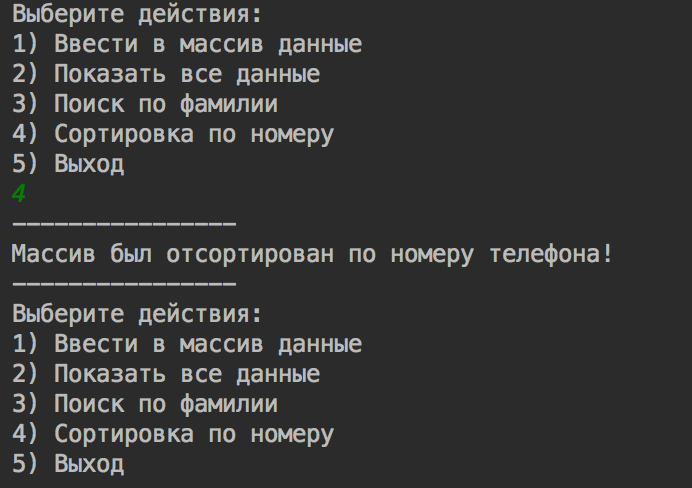 Выберите действия:
1) Ввести в массив данные
2) Показать все данные
3) Поиск по фамилии
4) Сортировка по номеру
5) Выход
4
----------------
Массив был отсортирован по номеру телефона!
----------------
Выберите действия:
1) Ввести в массив данные
2) Показать все данные
3) Поиск по фамилии
4) Сортировка по номеру
5) Выход